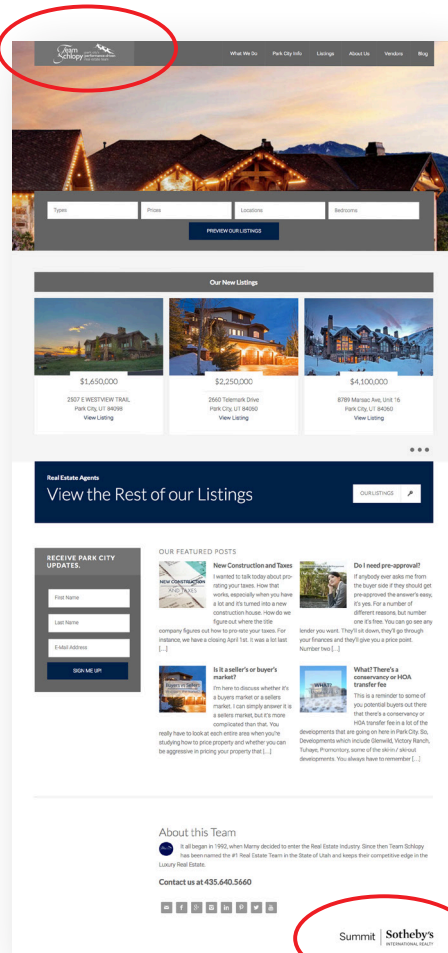 Team
Schlopy
What We Do Park City Info Listings About Us Vendors Blog
Types Prices Locations Bedrooms
PREVIEW OUR LISTINGS
Our New Listings
$1,650,000
2507 E WESTVIEW TRAIL
Park City, UT 84098
View Listing
$2,250,000
2660 Telemark Drive
Park City, UT 84060
View Listing
$4,100,000
8789 Marsac Ave, Unit 16
Park City, UT 84060
View Listing
Real Estate Agents
View the Rest of our Listings
OUR LISTINGS
RECEIVE PARK CITY
UPDATES.
First Name
Last Name
E-Mail Address
SIGN ME UP!
OUR FEATURED POSTS
NEW CONSTRUCTION
AND TAXES
New Construction and Taxes
I wanted to talk today about pro-
rating your taxes. How that
works, especially when you have
a lot and it's turned into a new
construction house. How do we
figure out where the title
company figures out how to pro-rate your taxes. For
instance, we have a closing April 1st. It was a lot last
[...]
Do I need pre-approval?
If anybody ever asks me from
the buyer side if they should get
pre-approved the answer's easy,
it's yes. For a number of
different reasons, but number
one it's free. You can go see any
lender you want. They'll sit down, they'll go through
your finances and they'll give you a price point.
Number two [...]
Is it a seller's or buyer's
market?
I'm here to discuss whether it's
a buyers market or a sellers
market. I can simply answer it is
a sellers market, but it's more
complicated than that. You
really have to look at each entire area when you're
studying how to price property and whether you can
be aggressive in pricing your property that [...]
What? There's a
conservancy or HOA
transfer fee
This is a reminder to some of
you potential buyers out there
that there's a conservancy or
HOA transfer fee in a lot of the
developments that are going on here in Park City. So,
Developments which include Glenwild, Victory Ranch,
Tuhaye, Promontory, some of the ski-in / ski-out
developments. You always have to remember [...]
About this Team
It all began in 1992, when Marny decided to enter the Real Estate Industry. Since then Team Schlopy
has been named the #1 Real Estate Team in the State of Utah and keeps their competitive edge in the
Luxury Real Estate.
Contact us at 435.640.5660
Summit | Sotheby's
INTERNATIONAL REALTY